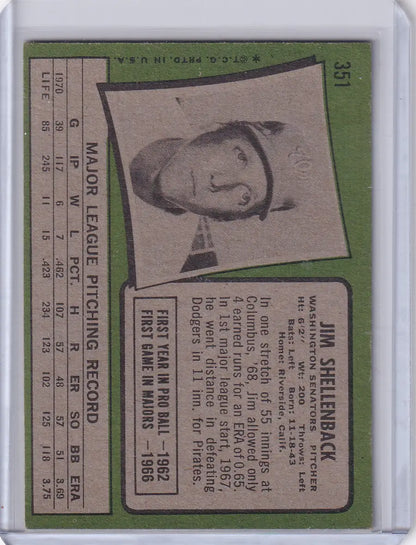 351
*©T.C.G. PRTD. IN U.S.A.
JIM SHELLENBACK
WASHINGTON SENATORS PITCHER
Ht: 6'2" Wt: 200 Throws: Left
Bats: Left Born: 11-18-43
Home: Riverside, Calif.
In one stretch of 55 innings at
Columbus, '68, Jim allowed only
4 earned runs for an ERA of 0.65.
In 1st major league start, 1967,
he went distance in defeating
Dodgers in 11 inn. for Pirates.
FIRST YEAR IN PRO BALL — 1962
FIRST GAME IN MAJORS — 1966
MAJOR LEAGUE PITCHING RECORD
G IP W L PCT. H R ER SO BB ERA
1970 39 117 6 7 .462 107 57 48 57 51 3.69
LIFE 85 245 11 15 .423 234 123 102 125 118 3.75